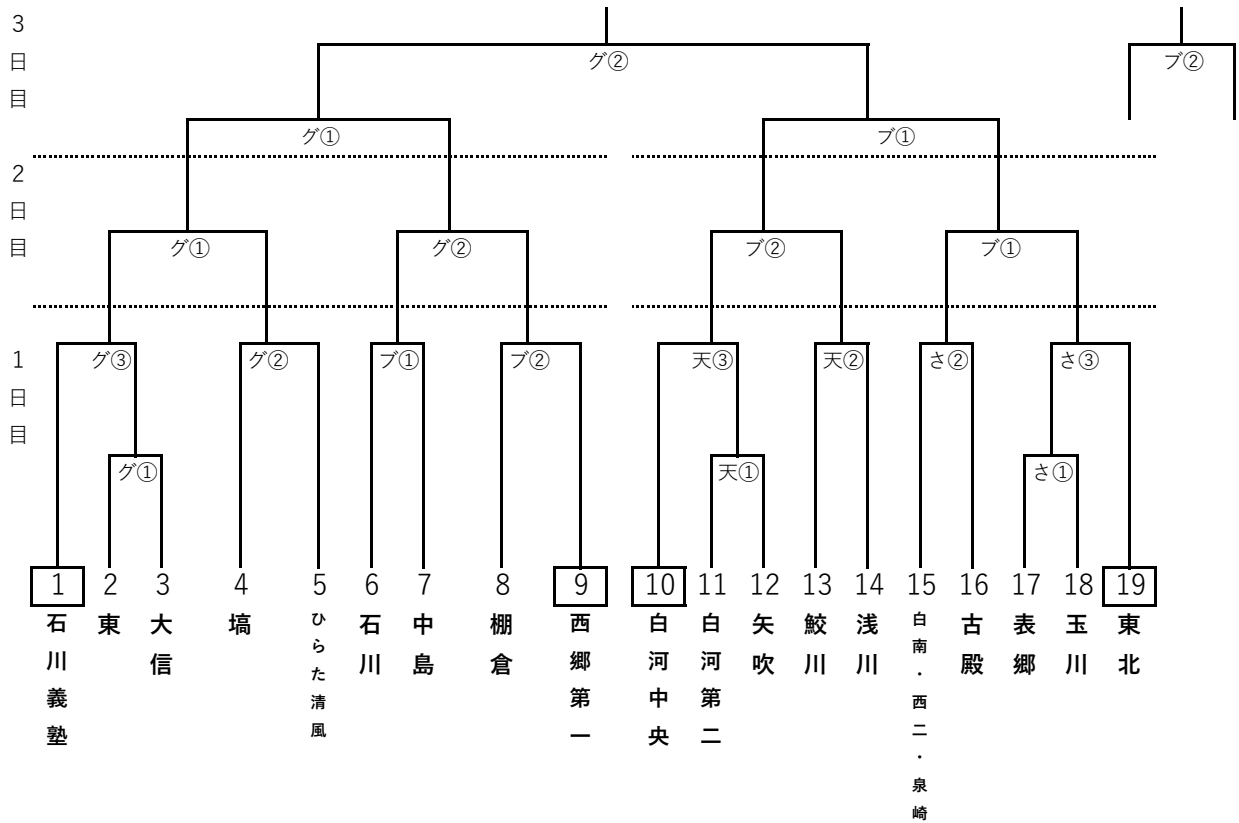 3日目
グ②
ブ②
グ①
ブ①
2日目
グ①
グ②
ブ②
ブ①
1日目
グ③
グ②
ブ①
ブ②
天③
天②
さ②
さ③
グ①
天①
さ①
1 石川義塾
2 東
3 大信
4 塙
5 ひらた清風
6 石川
7 中島
8 棚倉
9 西郷第一
10 白河中央
11 白河第二
12 矢吹
13 鮫川
14 浅川
15 白南・西二・泉崎
16 古殿
17 表郷
18 玉川
19 東北